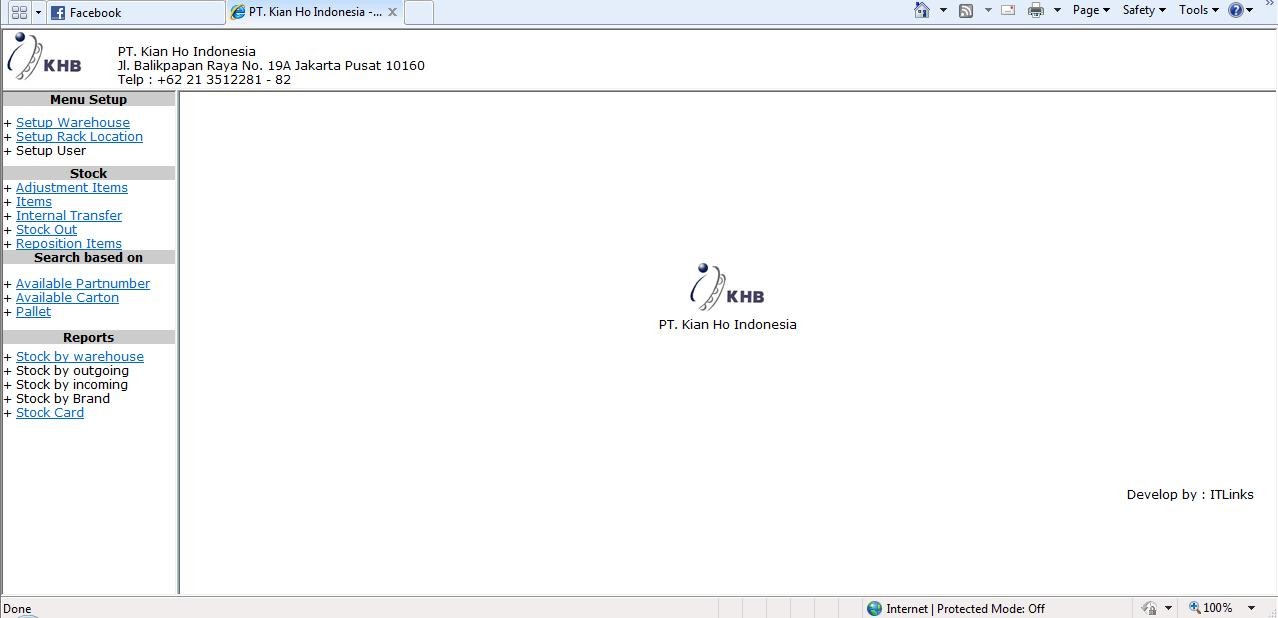 Facebook
PT. Kian Ho Indonesia -...
Page
Safety
Tools
KHB
PT. Kian Ho Indonesia
Jl. Balikpapan Raya No. 19A Jakarta Pusat 10160
Telp : +62 21 3512281 - 82
Menu Setup
+ Setup Warehouse
+ Setup Rack Location
+ Setup User
Stock
+ Adjustment Items
+ Items
+ Internal Transfer
+ Stock Out
+ Reposition Items
Search based on
+ Available Partnumber
+ Available Carton
+ Pallet
Reports
+ Stock by warehouse
+ Stock by outgoing
+ Stock by incoming
+ Stock by Brand
+ Stock Card
KHB
PT. Kian Ho Indonesia
Develop by : ITLinks
Done
Internet | Protected Mode: Off
100%